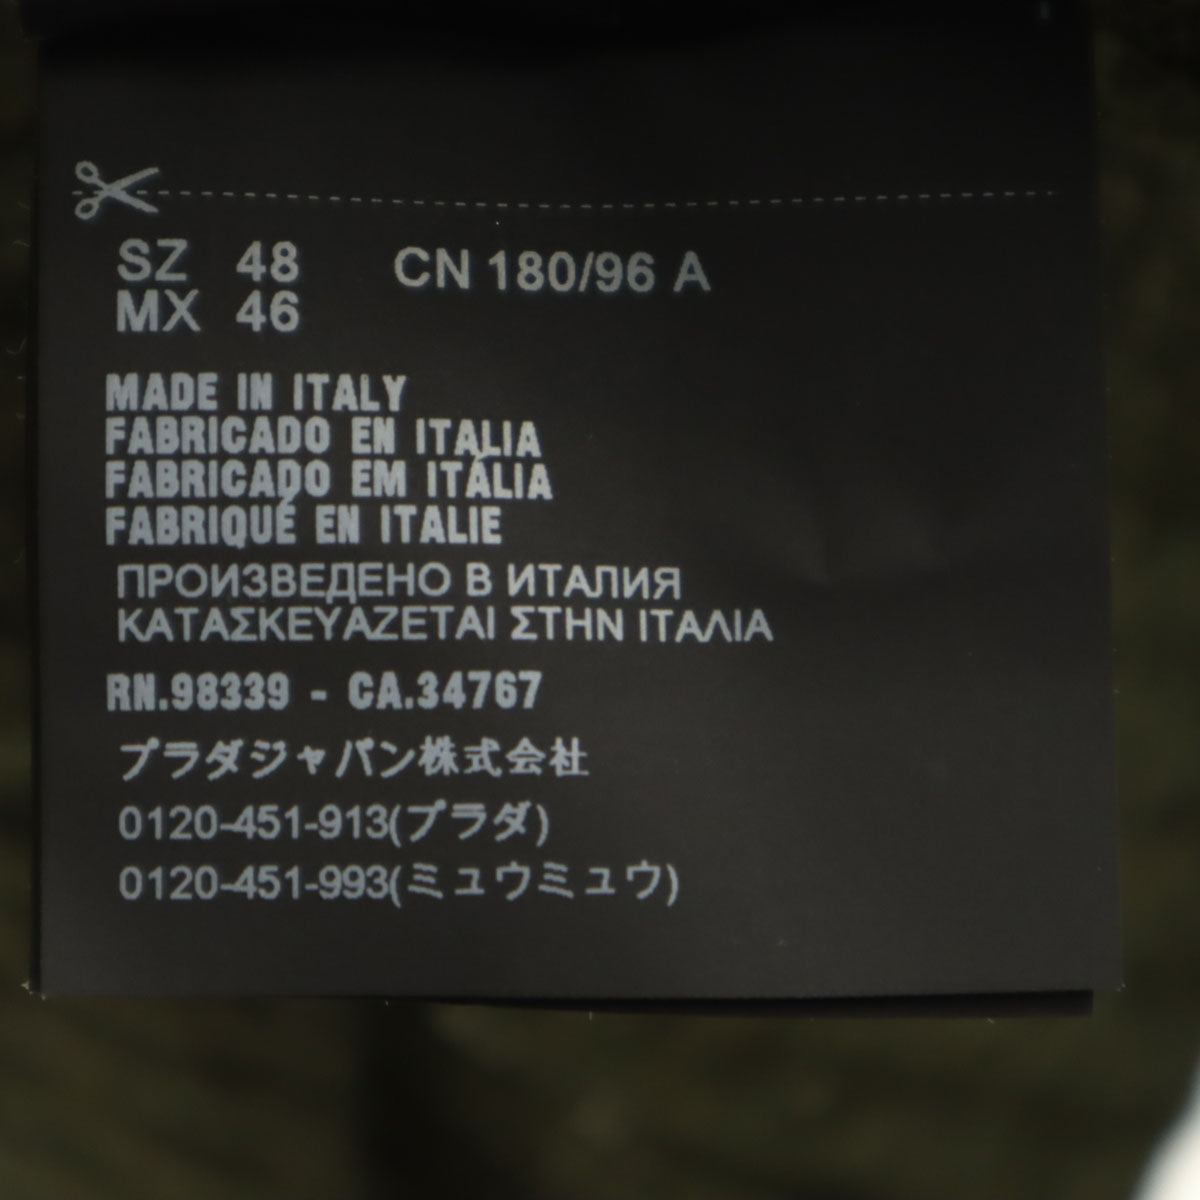 SZ 48 CN 180/96 A
MX 46
MADE IN ITALY
FABRICADO EN ITALIA
FABRICADO EM ITÁLIA
FABRIQUÉ EN ITALIE
ПРОИЗВЕДЕНО В ИТАЛИЯ
ΚΑΤΑΣΚΕΥΑΖΕΤΑΙ ΣΤΗΝ ΙΤΑΛΙΑ
RN.98339 - CA.34767
プラダジャパン株式会社
0120-451-913(プラダ)
0120-451-993(ミュウミュウ)